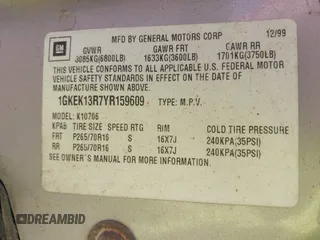 GM
MFD BY GENERAL MOTORS CORP 12/99
GVWR GAWR FRT GAWR RR
3085KG(6800LB) 1633KG(3600LB) 1701KG(3750LB)
THIS VEHICLE CONFORMS TO ALL APPLICABLE U.S. FEDERAL MOTOR
VEHICLE SAFETY STANDARDS IN EFFECT ON THE DATE OF
MANUFACTURE SHOWN ABOVE.
1GKEK13R7YR159609 TYPE: M.P.V.
MODEL: K10706
KPAG TIRE SIZE SPEED RTG RIM COLD TIRE PRESSURE
FRT P265/70R16 S 16X7J 240KPA(35PSI)
RR P265/70R16 S 16X7J 240KPA(35PSI)
SEE OWNER'S MANUAL FOR MORE INFORMATION.
DREAMBID